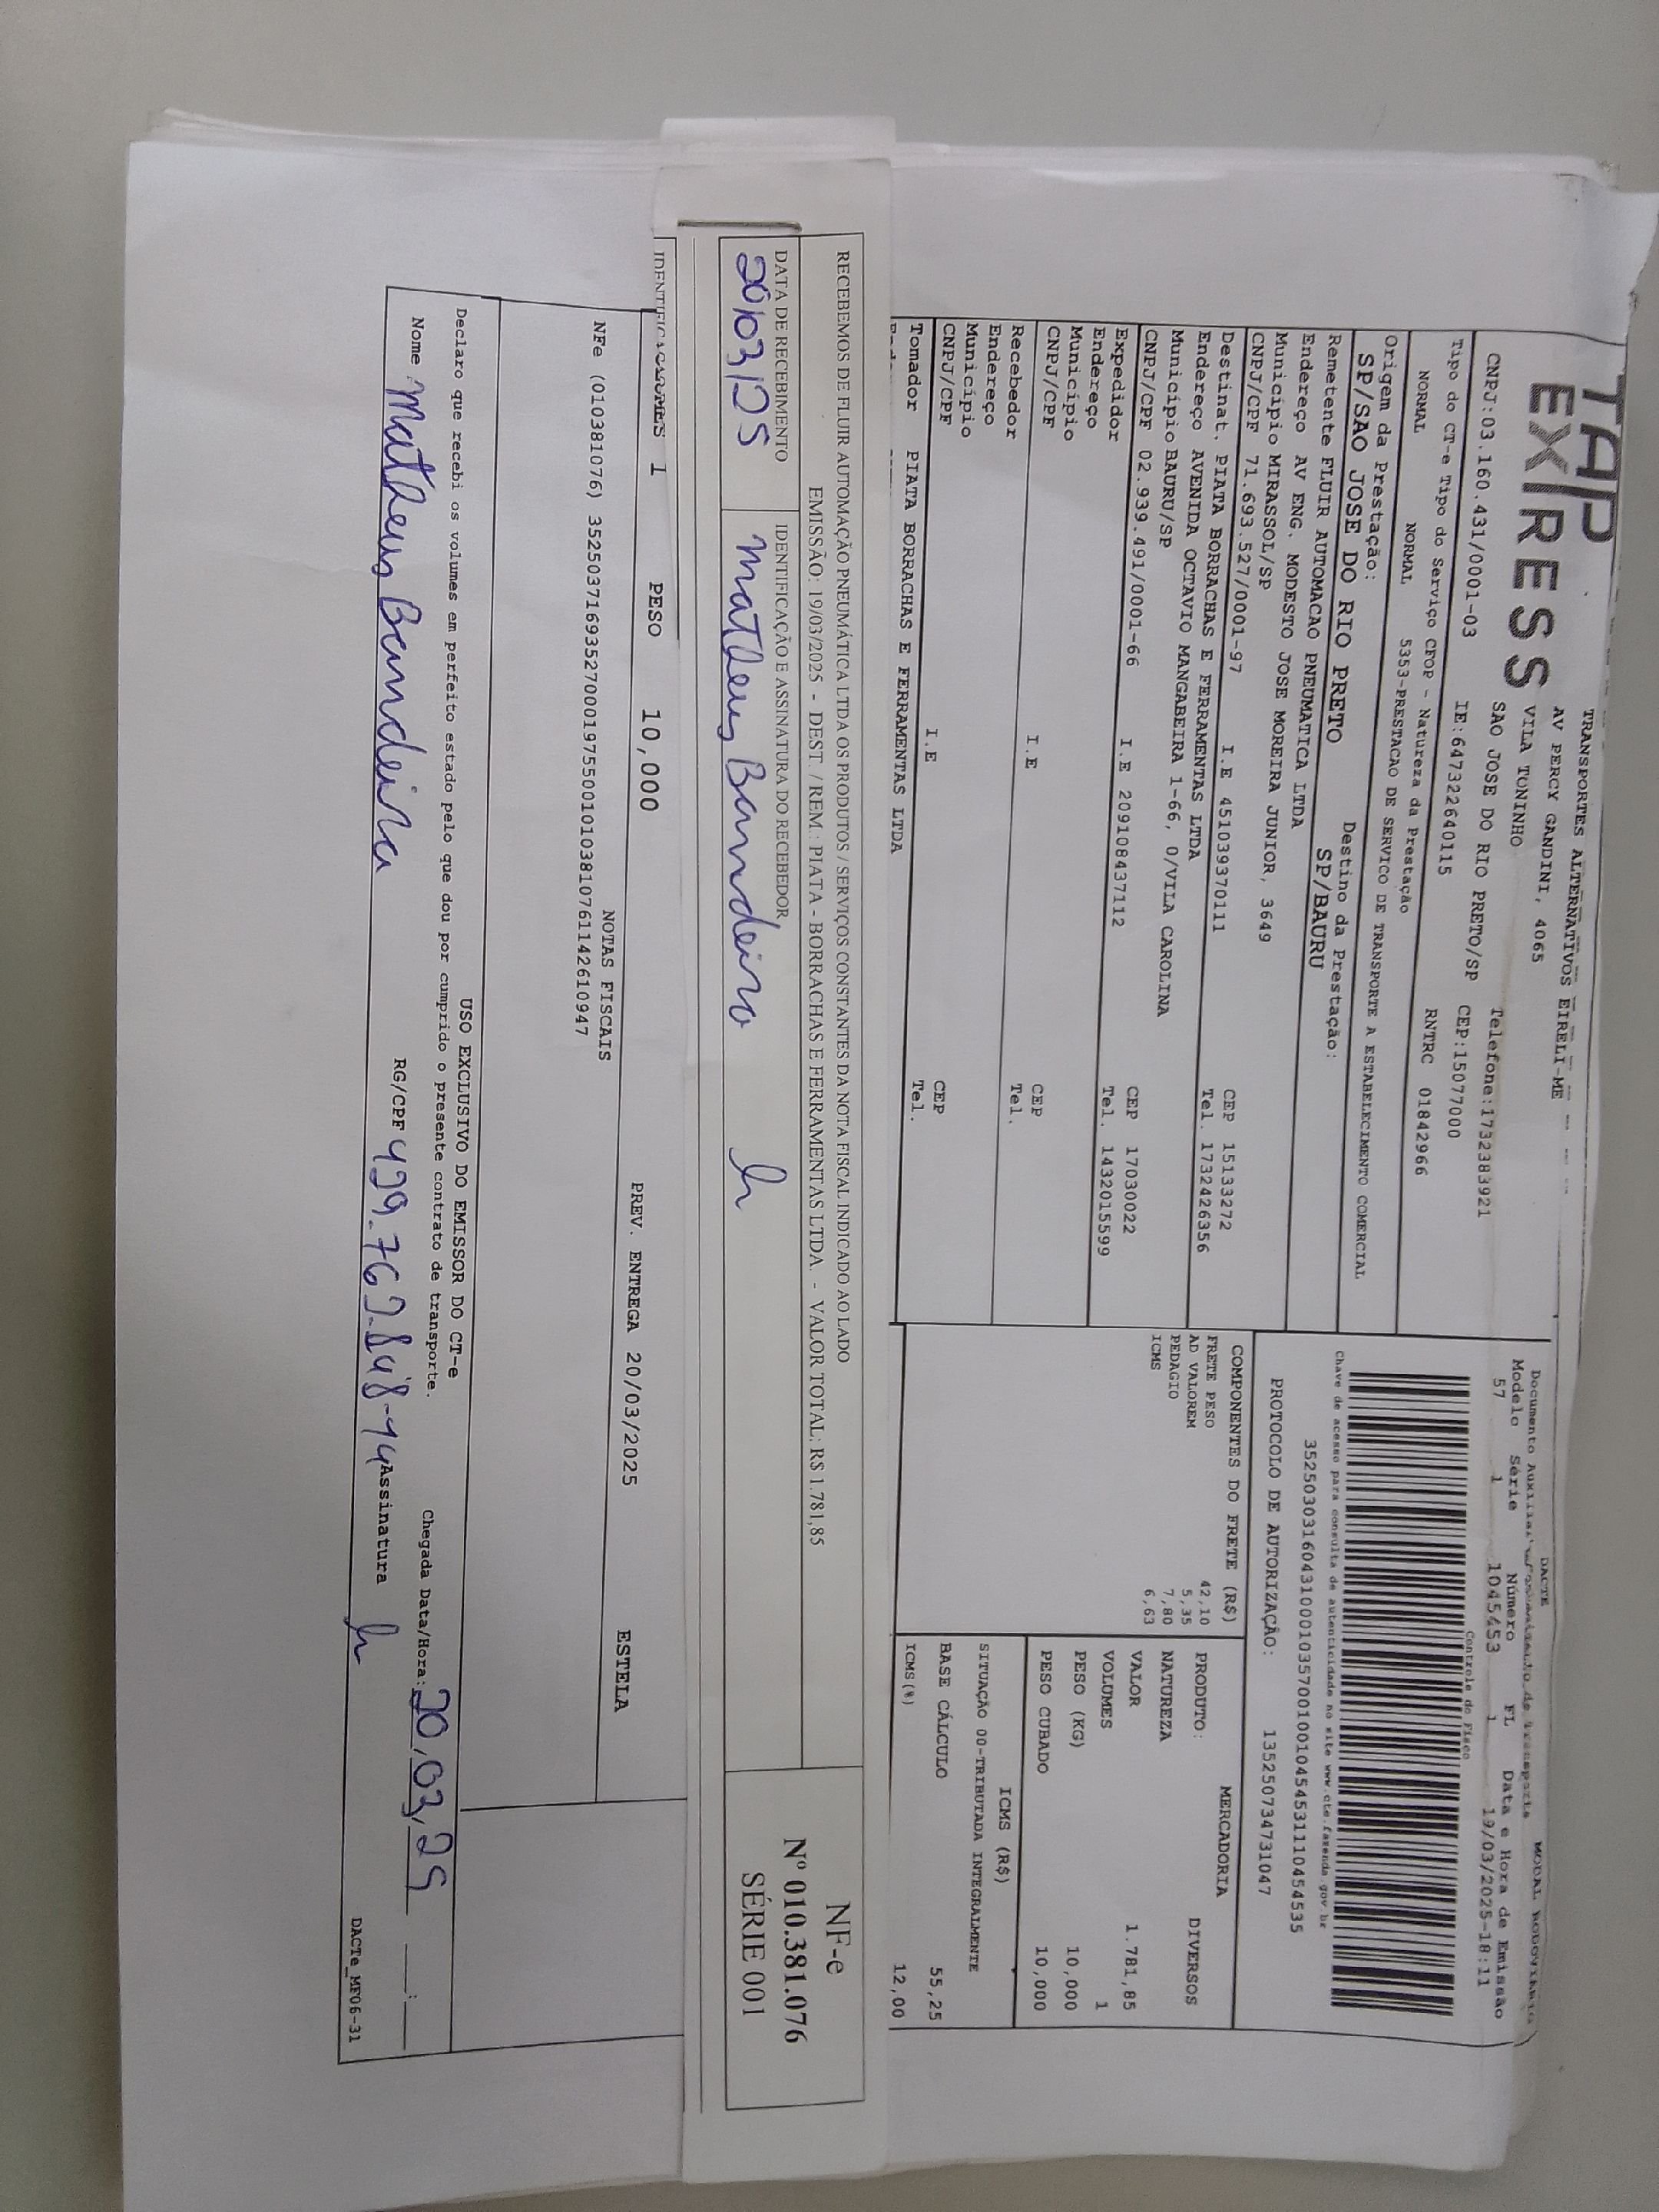 TAP
EXPRESS
TRANSPORTES ALTERNATIVOS EIRELI-ME
AV PERCY GANDINI, 4065
VILA TONINHO
SAO JOSE DO RIO PRETO/SP
Telefone:1732383921
CNPJ:03.160.431/0001-03 IE:647322640115 CEP:15077000
Tipo do CT-e Tipo do Serviço CFOP - Natureza da Prestação RNTRC 01842966
NORMAL NORMAL 5353-PRESTACAO DE SERVICO DE TRANSPORTE A ESTABELECIMENTO COMERCIAL
Origem da Prestação: Destino da Prestação:
SP/SAO JOSE DO RIO PRETO SP/BAURU
Remetente FLUIR AUTOMACAO PNEUMATICA LTDA
Endereço AV ENG. MODESTO JOSE MOREIRA JUNIOR, 3649
Município MIRASSOL/SP CEP 15133272
CNPJ/CPF 71.693.527/0001-97 I.E 451039370111 Tel. 1732426356
Destinat. PIATA BORRACHAS E FERRAMENTAS LTDA
Endereço AVENIDA OCTAVIO MANGABEIRA 1-66, 0/VILA CAROLINA
Município BAURU/SP CEP 17030022
CNPJ/CPF 02.939.491/0001-66 I.E 209108437112 Tel. 1432015599
Expedidor
Endereço
Município CEP
CNPJ/CPF I.E Tel.
Recebedor
Endereço
Município CEP
CNPJ/CPF I.E Tel.
Tomador PIATA BORRACHAS E FERRAMENTAS LTDA
DACTE MODAL RODOVIÁRIO
Documento Auxiliar
Modelo Série Número FL Data e Hora de Emissão
57 1 1045453 1 19/03/2025-18:11
Controle do Fisco
Chave de acesso para consulta de autenticidade no site www.cte.fazenda.gov.br
35250303160431000103570010010454531110454535
PROTOCOLO DE AUTORIZAÇÃO: 135250734731047
COMPONENTES DO FRETE (R$)
FRETE PESO 42,10
AD VALOREM 5,35
PEDAGIO 7,80
ICMS 6,63
MERCADORIA
PRODUTO: DIVERSOS
NATUREZA
VALOR 1.781,85
VOLUMES 1
PESO (KG) 10,000
PESO CUBADO 10,000
ICMS (R$)
SITUAÇÃO 00-TRIBUTADA INTEGRALMENTE
BASE CÁLCULO 55,25
ICMS(%) 12,00
RECEBEMOS DE FLUIR AUTOMAÇÃO PNEUMÁTICA LTDA OS PRODUTOS / SERVIÇOS CONSTANTES DA NOTA FISCAL INDICADO AO LADO
EMISSÃO: 19/03/2025 - DEST. / REM.: PIATA - BORRACHAS E FERRAMENTAS LTDA. - VALOR TOTAL: R$ 1.781,85
DATA DE RECEBIMENTO IDENTIFICAÇÃO E ASSINATURA DO RECEBEDOR
20/03/25 Matheus Bandeira
NF-e
Nº 010.381.076
SÉRIE 001
1 PESO 10,000 PREV. ENTREGA 20/03/2025 ESTELA
NOTAS FISCAIS
NFe (010381076) 35250371693527000197550010103810761142610947
USO EXCLUSIVO DO EMISSOR DO CT-e
Declaro que recebi os volumes em perfeito estado pelo que dou por cumprido o presente contrato de transporte. Chegada Data/Hora: 20,03,25
Nome Matheus Bandeira RG/CPF Assinatura
DACTe_MF06-31